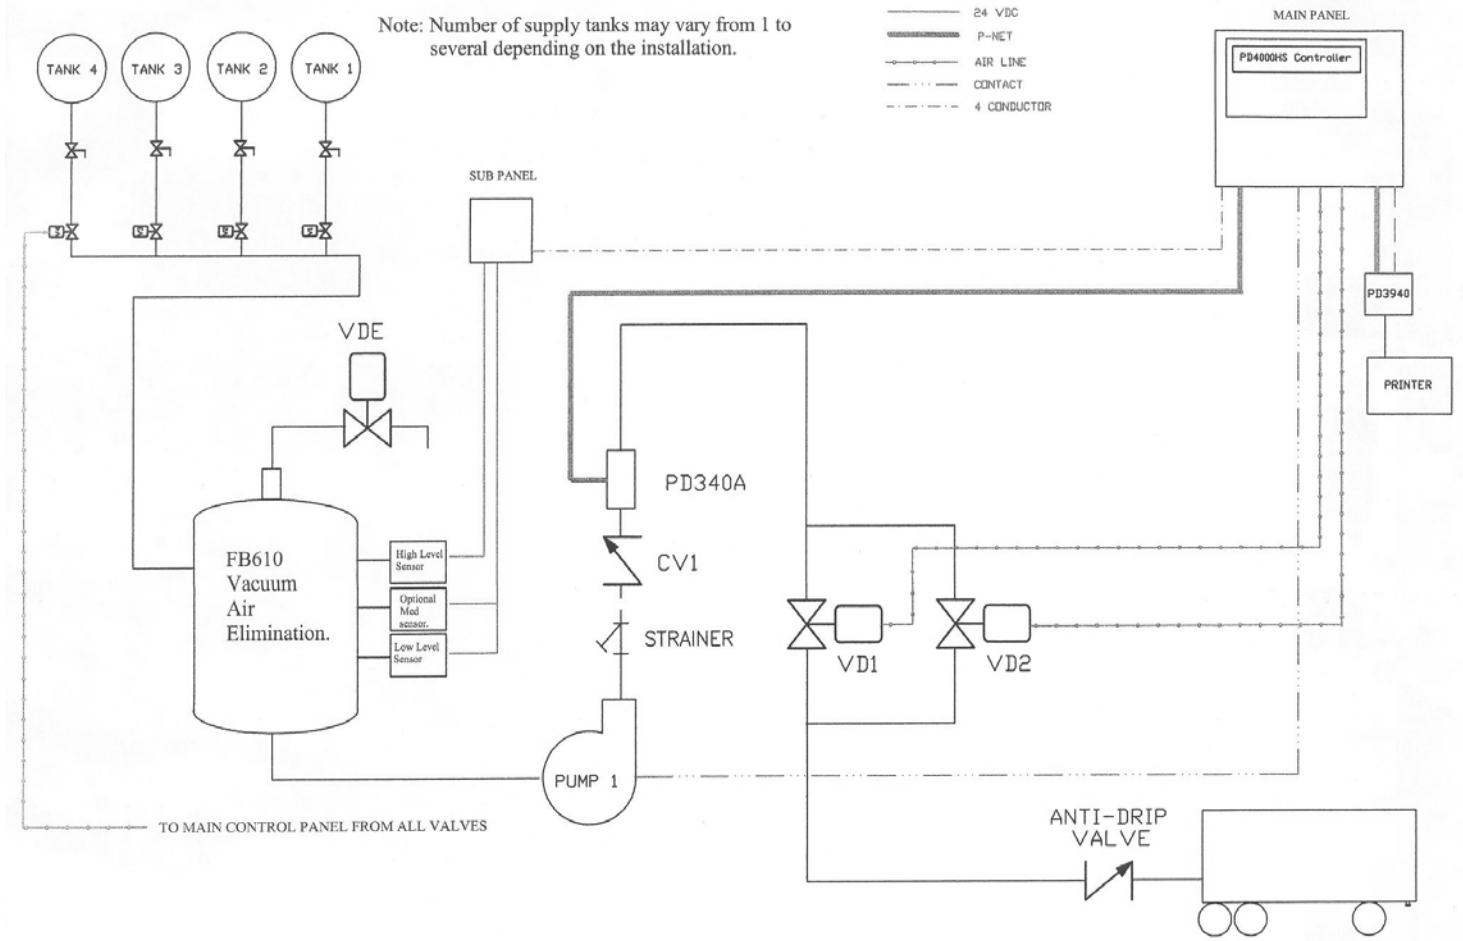 Note: Number of supply tanks may vary from 1 to
several depending on the installation.
24 VDC
P-NET
AIR LINE
CONTACT
4 CONDUCTOR
MAIN PANEL
PD4000HS Controller
TANK 4
TANK 3
TANK 2
TANK 1
SUB PANEL
S
S
S
S
PD3940
PRINTER
VDE
PD340A
FB610
Vacuum
Air
Elimination.
High Level
Sensor
Optional
Med
sensor.
Low Level
Sensor
CV1
STRAINER
VD1
VD2
PUMP 1
TO MAIN CONTROL PANEL FROM ALL VALVES
ANTI-DRIP
VALVE